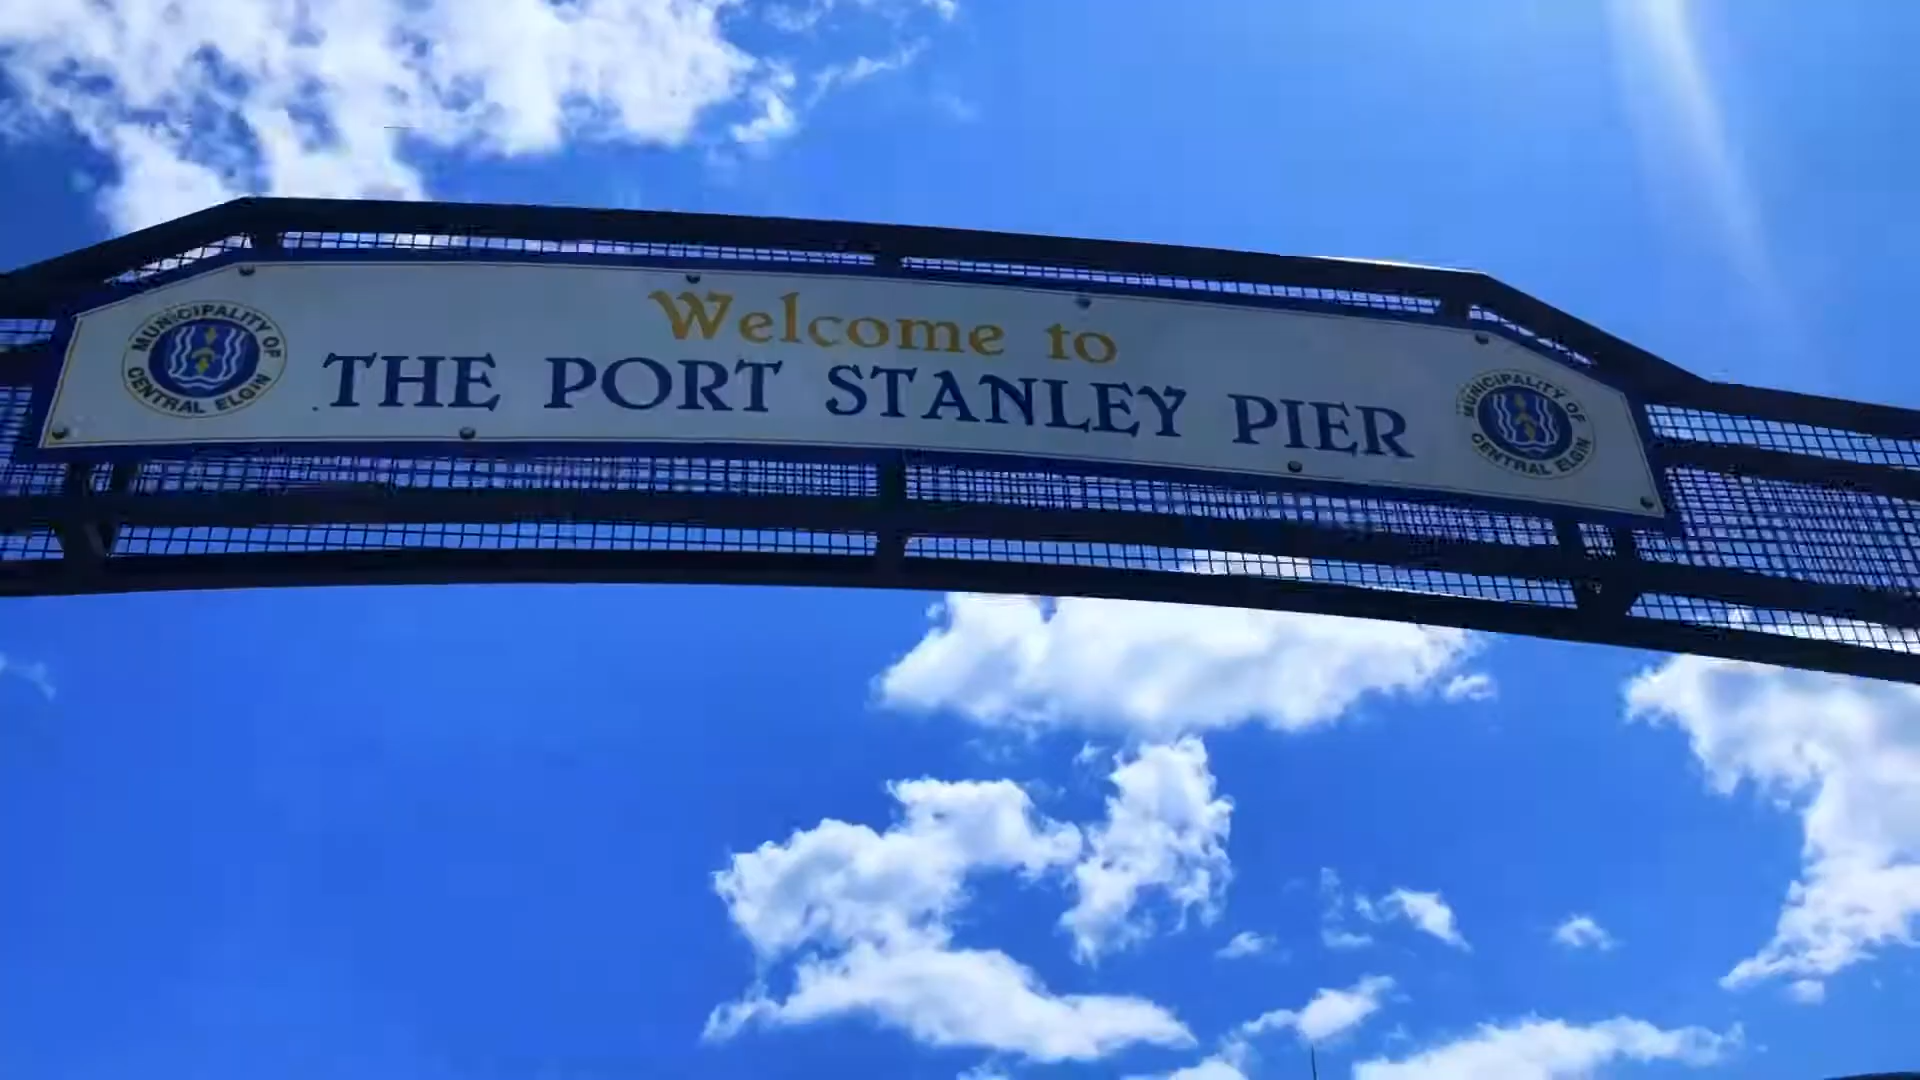 Welcome to
THE PORT STANLEY PIER
MUNICIPALITY OF
CENTRAL ELGIN
MUNICIPALITY OF
CENTRAL ELGIN